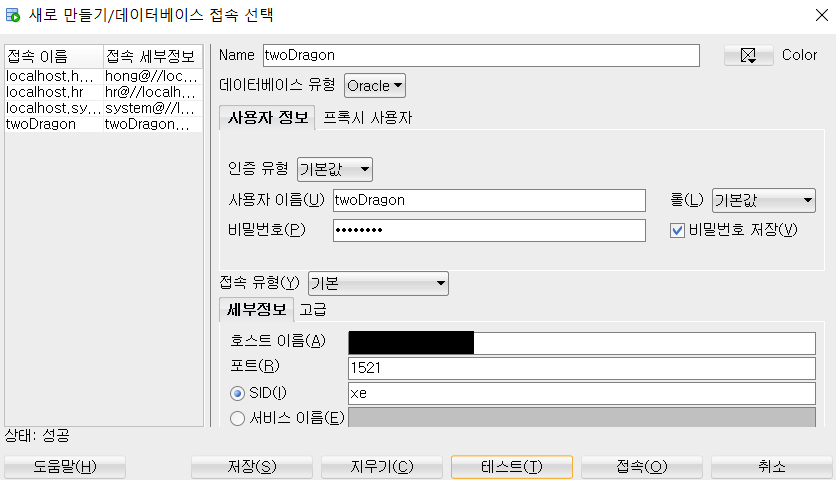 새로 만들기/데이터베이스 접속 선택
접속 이름 접속 세부정보
localhost,h... hong@//loc...
localhost,hr hr@//localh...
localhost,sy... system@//l...
twoDragon twoDragon...
Name twoDragon Color
데이터베이스 유형 Oracle
사용자 정보 프록시 사용자
인증 유형 기본값
사용자 이름(U) twoDragon 롤(L) 기본값
비밀번호(P) •••••••• 비밀번호 저장(V)
접속 유형(Y) 기본
세부정보 고급
호스트 이름(A)
포트(R) 1521
SID(I) xe
서비스 이름(E)
상태: 성공
도움말(H) 저장(S) 지우기(C) 테스트(T) 접속(O) 취소